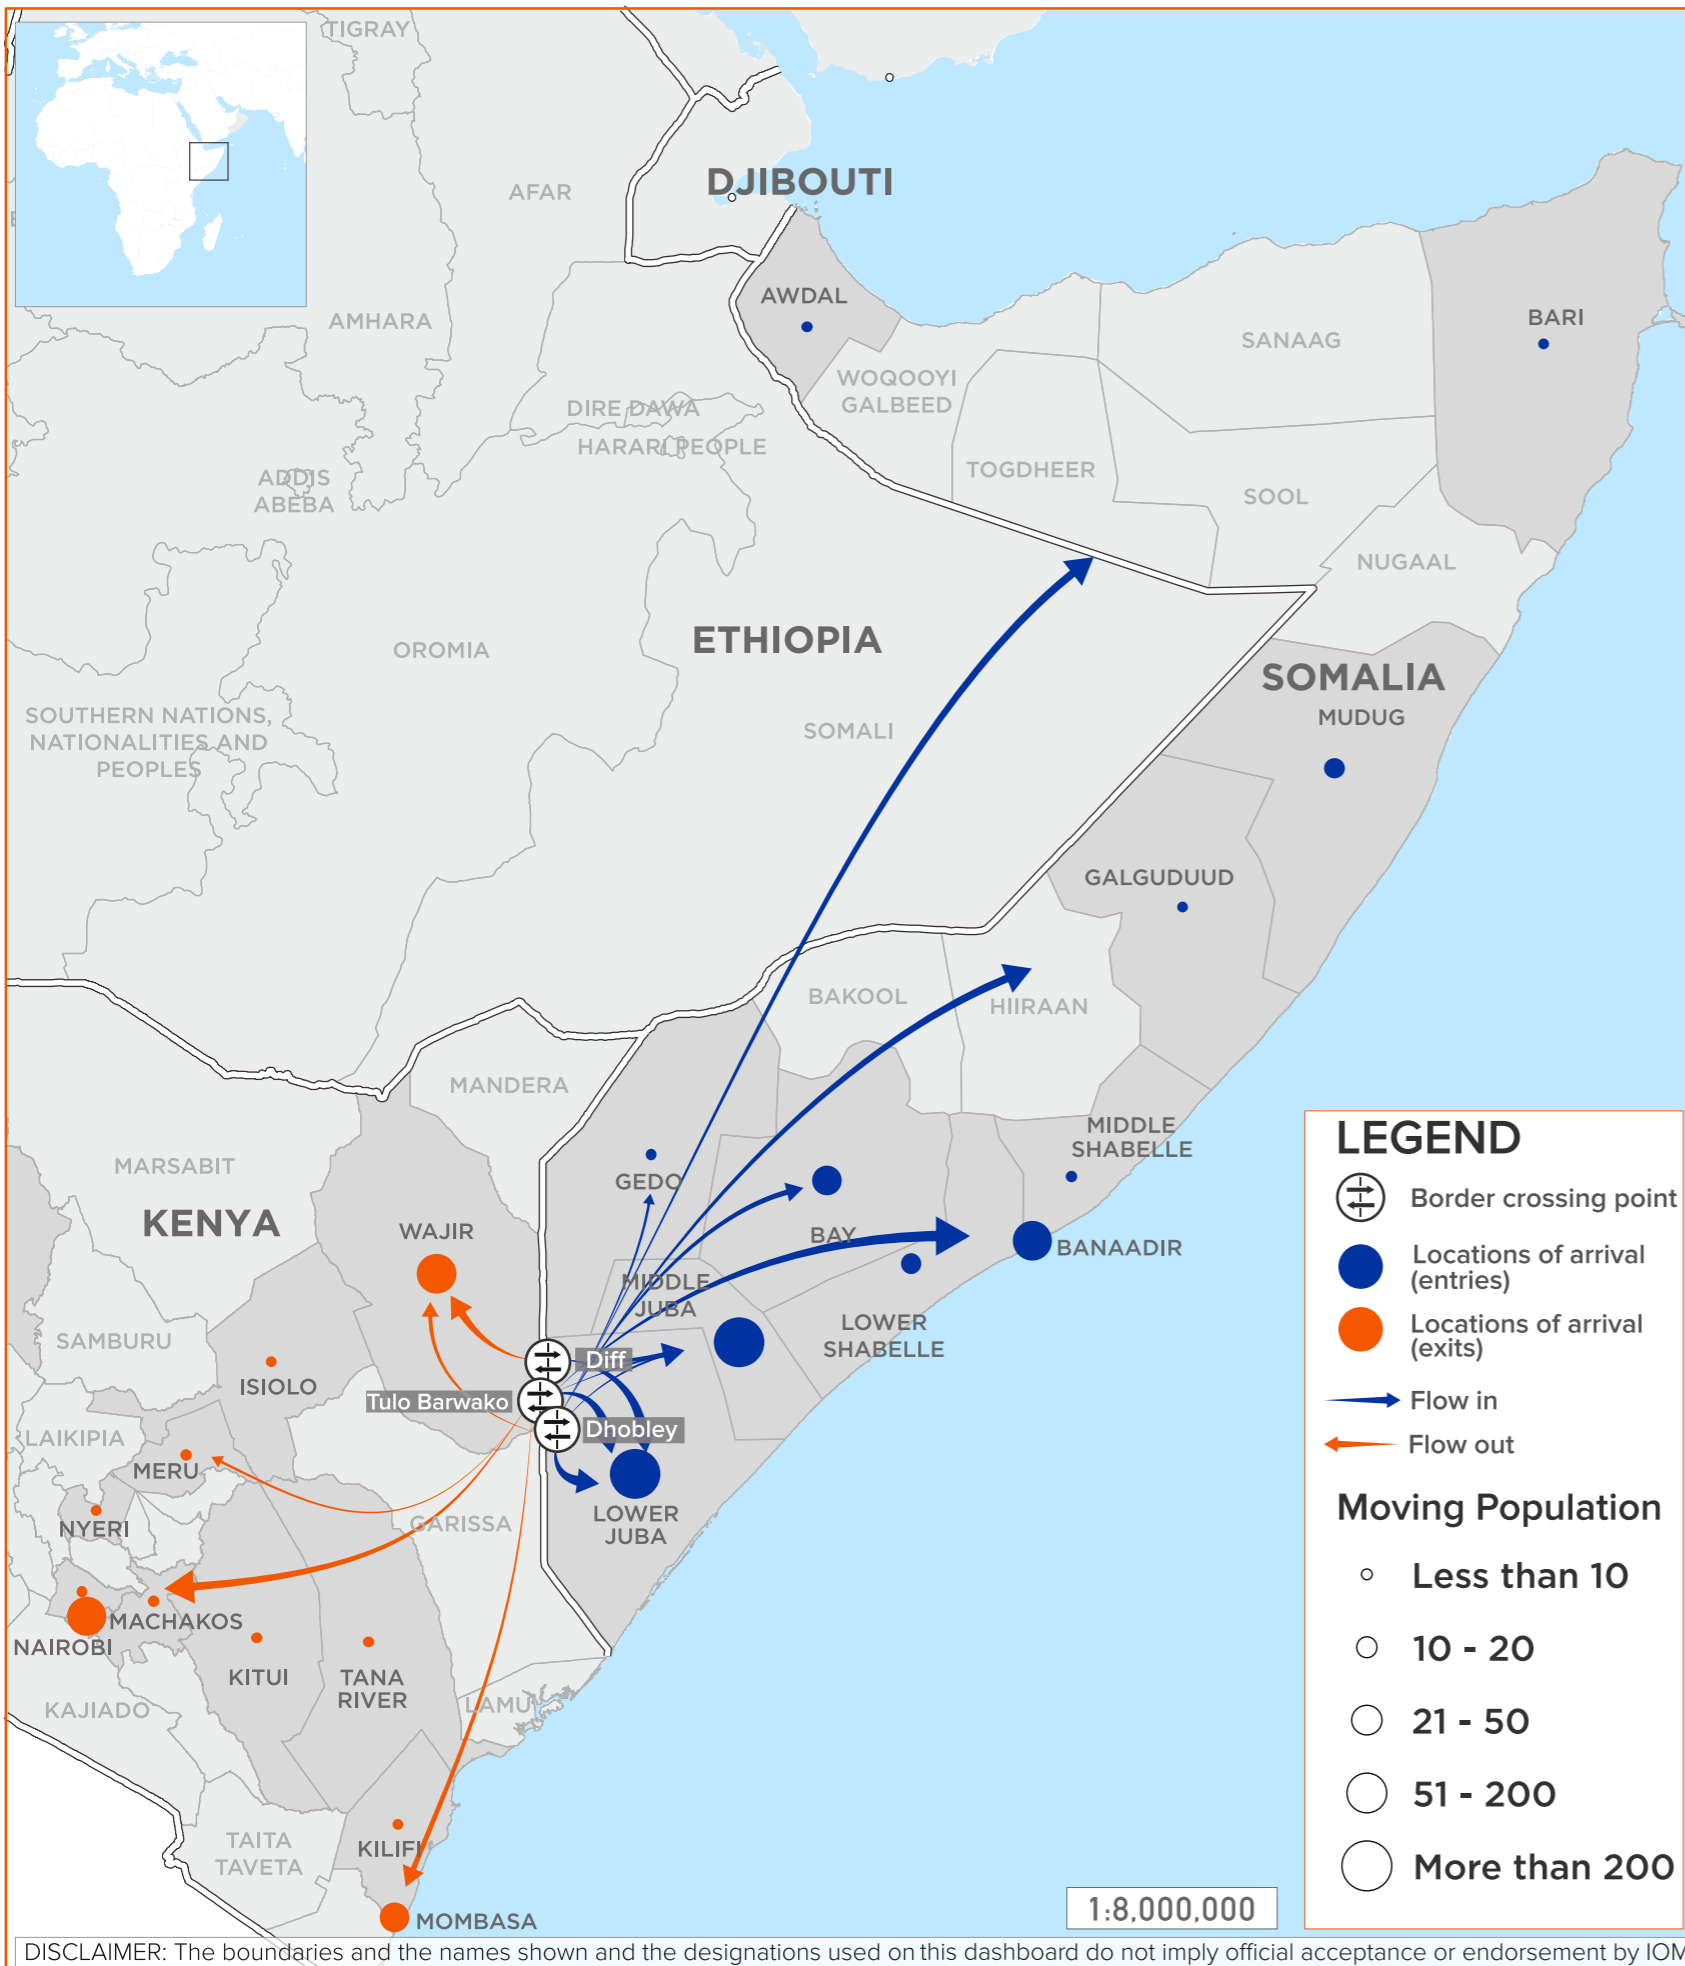 TIGRAY
AFAR
DJIBOUTI
AMHARA
AWDAL
BARI
SANAAG
WOQOOYI
GALBEED
DIRE DAWA
HARARI PEOPLE
TOGDHEER
ADDIS
ABEBA
SOOL
NUGAAL
ETHIOPIA
OROMIA
SOMALIA
SOUTHERN NATIONS,
NATIONALITIES AND
PEOPLES
MUDUG
SOMALI
GALGUDUUD
BAKOOL
HIIRAAN
MANDERA
MIDDLE
SHABELLE
MARSABIT
GEDO
KENYA
WAJIR
BAY
BANAADIR
MIDDLE
JUBA
SAMBURU
LOWER
SHABELLE
Diff
ISIOLO
Tulo Barwako
Dhobley
LAIKIPIA
MERU
NYERI
GARISSA
LOWER
JUBA
MACHAKOS
NAIROBI
KITUI
TANA
RIVER
KAJIADO
LAMU
TAITA
TAVETA
KILIFI
MOMBASA
LEGEND
Border crossing point
Locations of arrival
(entries)
Locations of arrival
(exits)
Flow in
Flow out
Moving Population
Less than 10
10 - 20
21 - 50
51 - 200
More than 200
1:8,000,000
DISCLAIMER: The boundaries and the names shown and the designations used on this dashboard do not imply official acceptance or endorsement by IOM